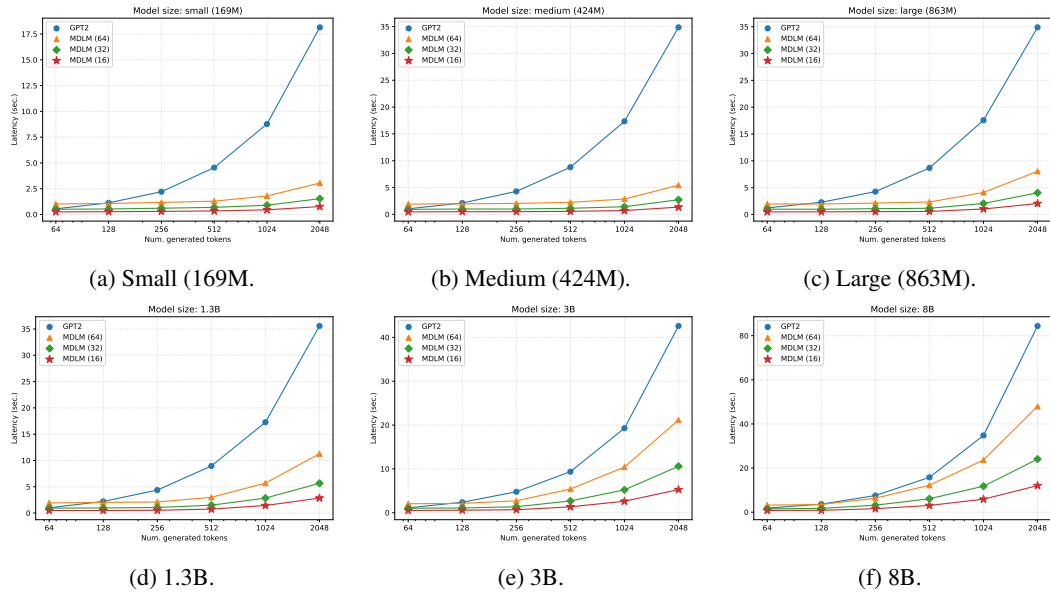 Model size: small (169M)
GPT2
MDLM (64)
MDLM (32)
MDLM (16)
17.5
15.0
12.5
10.0
7.5
5.0
2.5
0.0
Latency (sec.)
64 128 256 512 1024 2048
Num. generated tokens
(a) Small (169M.
Model size: medium (424M)
GPT2
MDLM (64)
MDLM (32)
MDLM (16)
35
30
25
20
15
10
5
0
Latency (sec.)
64 128 256 512 1024 2048
Num. generated tokens
(b) Medium (424M).
Model size: large (863M)
GPT2
MDLM (64)
MDLM (32)
MDLM (16)
35
30
25
20
15
10
5
0
Latency (sec.)
64 128 256 512 1024 2048
Num. generated tokens
(c) Large (863M).
Model size: 1.3B
GPT2
MDLM (64)
MDLM (32)
MDLM (16)
35
30
25
20
15
10
5
0
Latency (sec.)
64 128 256 512 1024 2048
Num. generated tokens
(d) 1.3B.
Model size: 3B
GPT2
MDLM (64)
MDLM (32)
MDLM (16)
40
30
20
10
0
Latency (sec.)
64 128 256 512 1024 2048
Num. generated tokens
(e) 3B.
Model size: 8B
GPT2
MDLM (64)
MDLM (32)
MDLM (16)
80
60
40
20
0
Latency (sec.)
64 128 256 512 1024 2048
Num. generated tokens
(f) 8B.